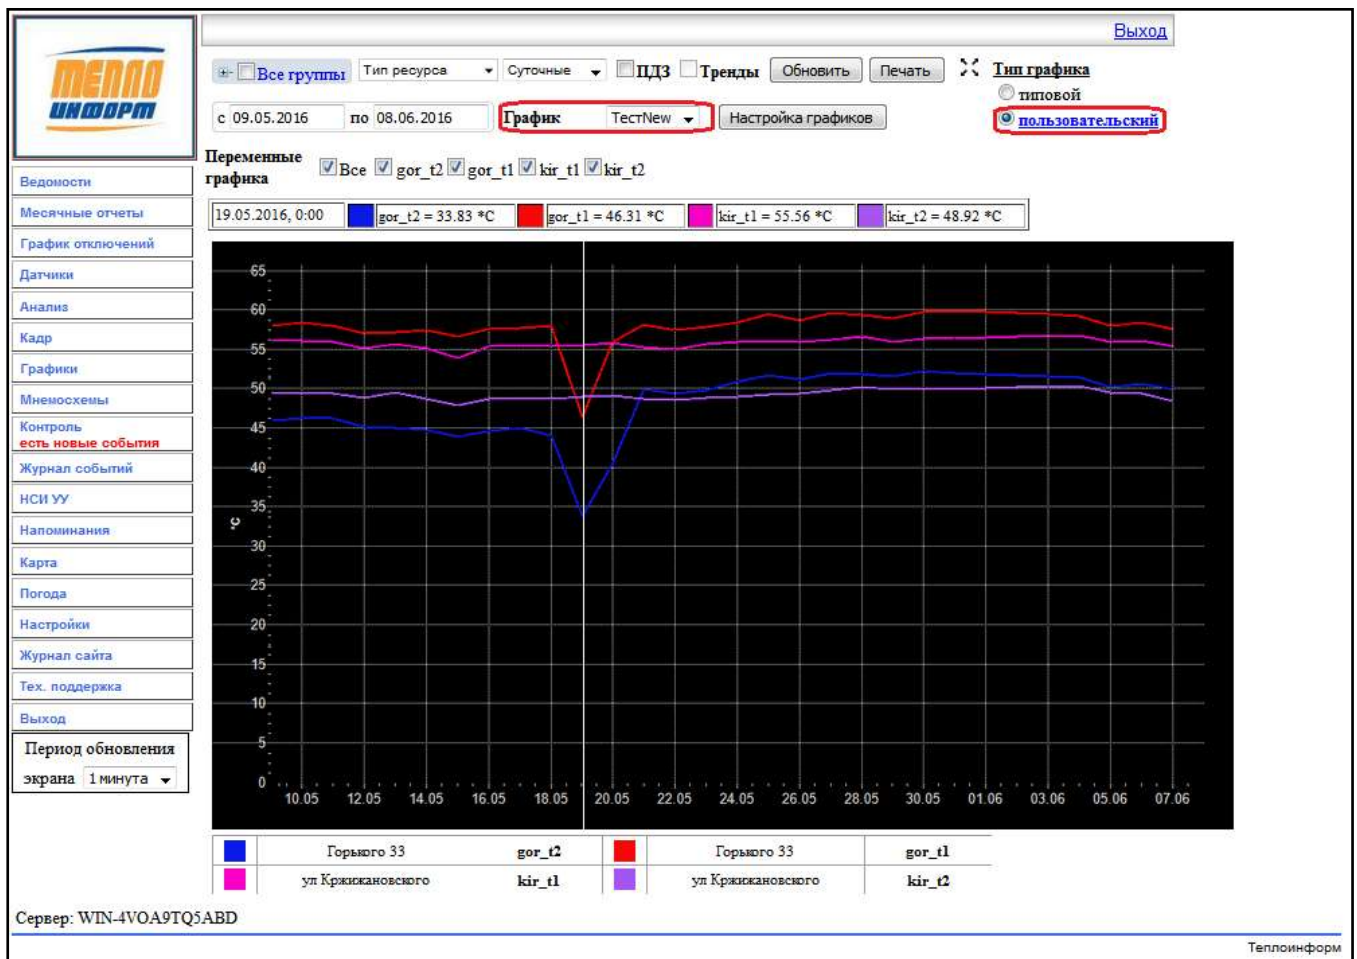 Выход
ТЕПЛО
ИНФОРМ
Все группы Тип ресурса Суточные ПДЗ Тренды Обновить Печать Тип графика
типовой
с 09.05.2016 по 08.06.2016 График ТестNew Настройка графиков пользовательский
Переменные графика Все gor_t2 gor_t1 kir_t1 kir_t2
19.05.2016, 0:00 gor_t2 = 33.83 *C gor_t1 = 46.31 *C kir_t1 = 55.56 *C kir_t2 = 48.92 *C
Ведомости
Месячные отчеты
График отключений
Датчики
Анализ
Кадр
Графики
Мнемосхемы
Контроль
есть новые события
Журнал событий
НСИ УУ
Напоминания
Карта
Погода
Настройки
Журнал сайта
Тех. поддержка
Выход
Период обновления
экрана 1 минута
65
60
55
50
45
40
35
°C
30
25
20
15
10
5
0
10.05 12.05 14.05 16.05 18.05 20.05 22.05 24.05 26.05 28.05 30.05 01.06 03.06 05.06 07.06
Горького 33 gor_t2 Горького 33 gor_t1
ул Кржижановского kir_t1 ул Кржижановского kir_t2
Сервер: WIN-4VOA9TQ5ABD
Теплоинформ